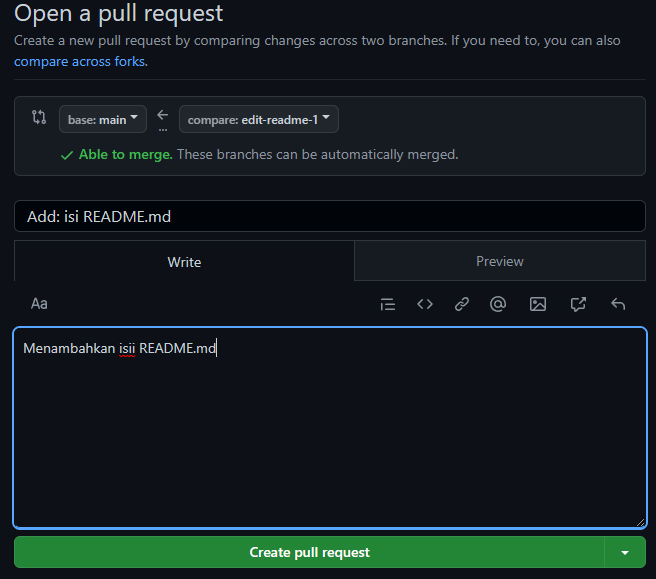 Open a pull request
Create a new pull request by comparing changes across two branches. If you need to, you can also
compare across forks.
base: main
compare: edit-readme-1
...
Able to merge. These branches can be automatically merged.
Add: isi README.md
Write Preview
Aa
Menambahkan isii README.md
Create pull request